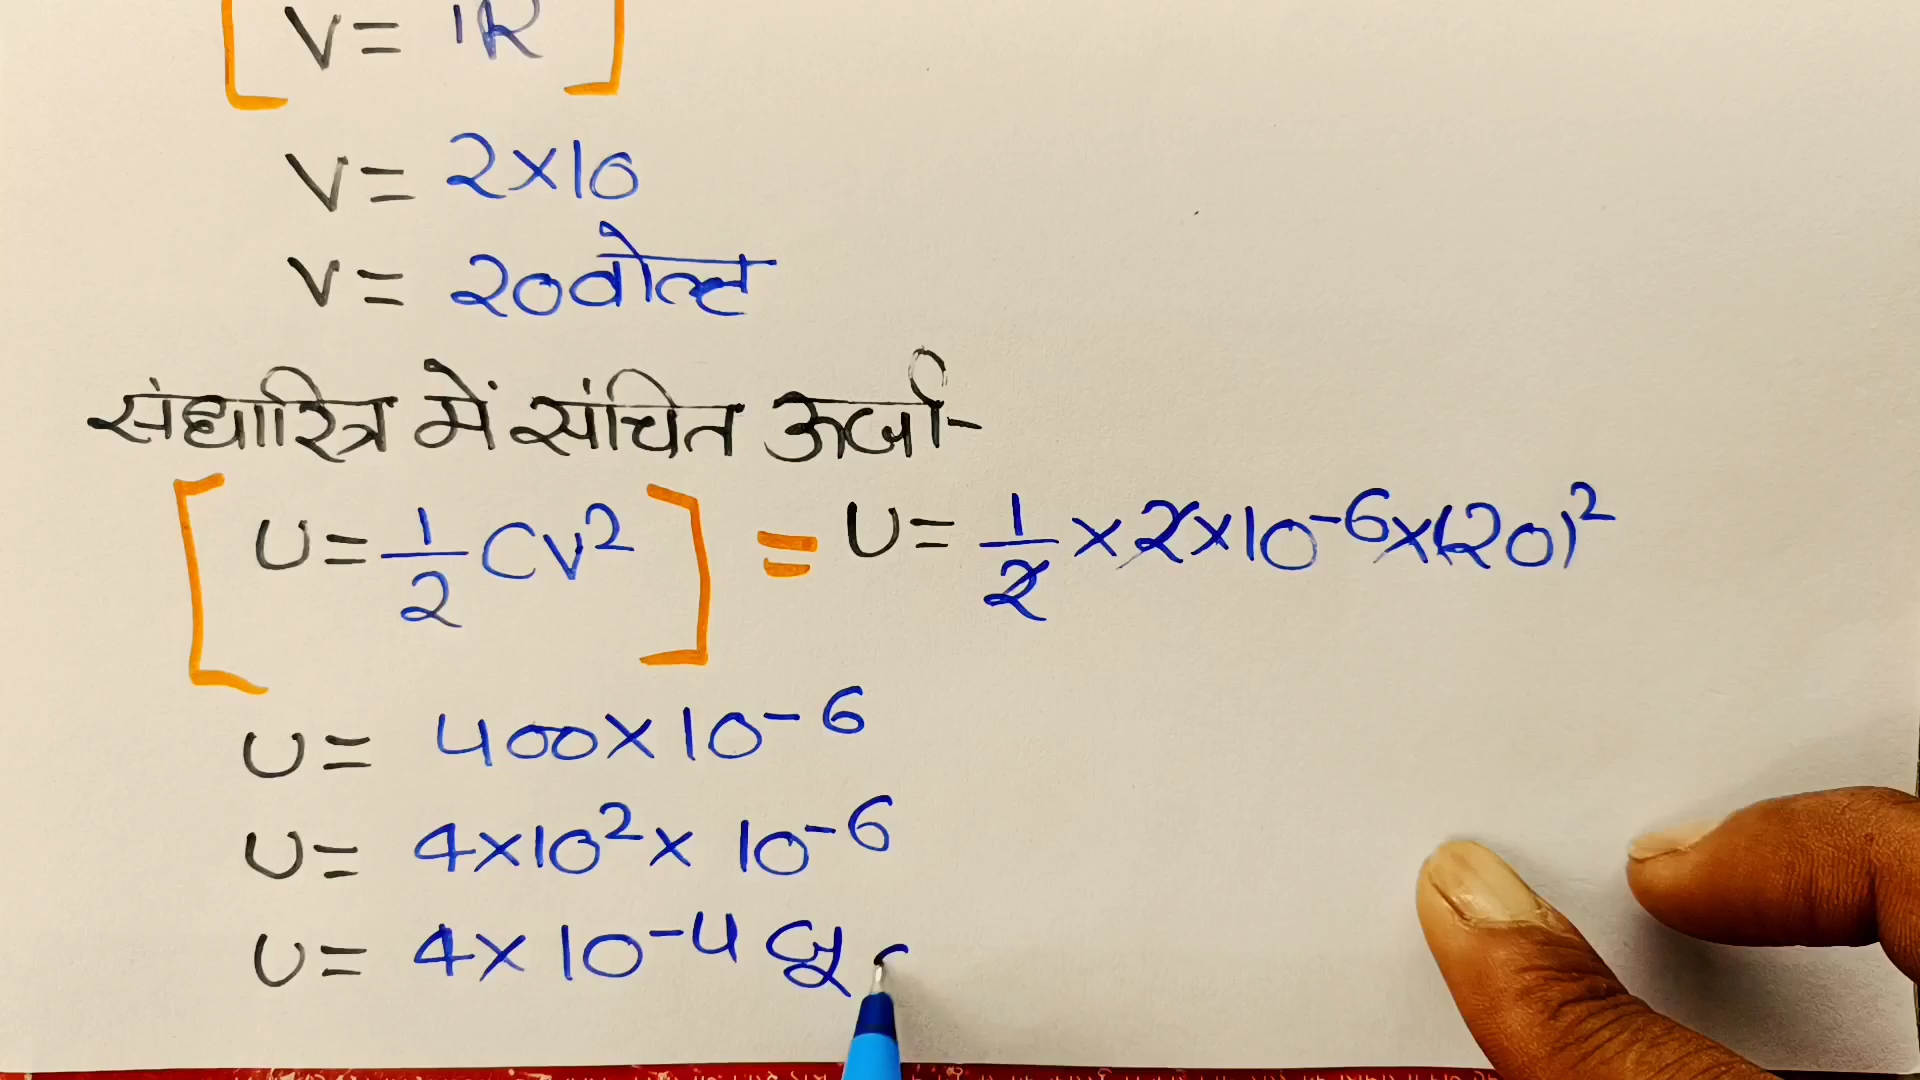 V = IR
V = 2×10
V = 20वोल्ट
संधारित्र में संचित ऊर्जा-
[U = 1/2 CV²] = U = 1/2 × 2×10⁻⁶×(20)²
U = 400×10⁻⁶
U = 4×10²× 10⁻⁶
U = 4× 10⁻⁴ जू